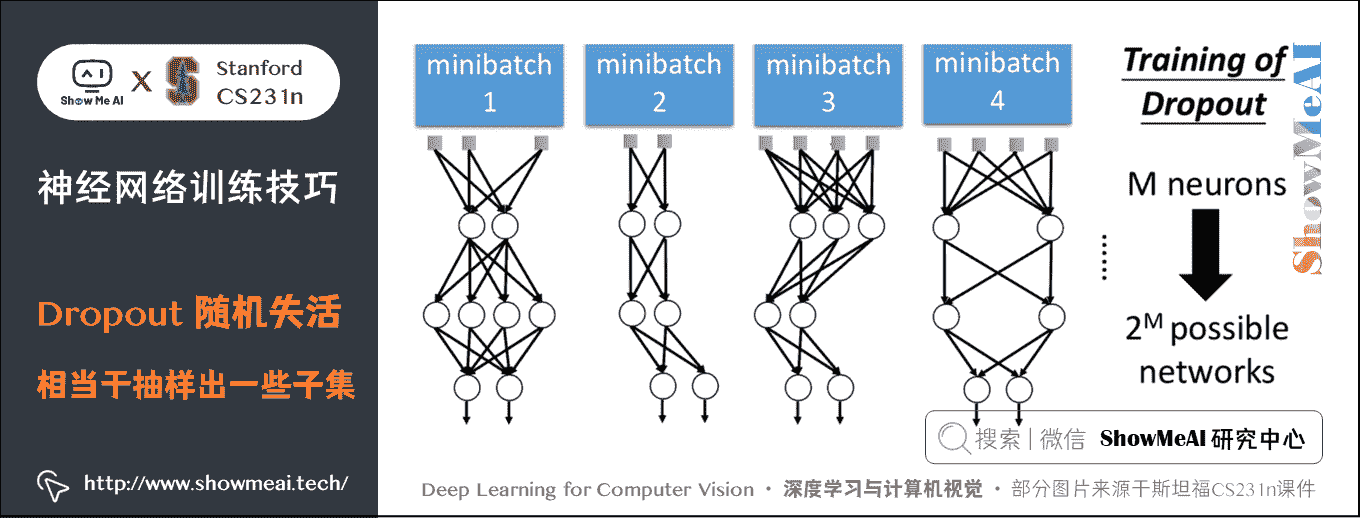 Show Me AI
X
Stanford
CS231n
神经网络训练技巧
Dropout 随机失活
相当于抽样出一些子集
http://www.showmeai.tech/
minibatch
1
minibatch
2
minibatch
3
minibatch
4
Training of
Dropout
M neurons
2ᴹ possible
networks
ShowMeAI
搜索 | 微信 ShowMeAI 研究中心
Deep Learning for Computer Vision · 深度学习与计算机视觉 · 部分图片来源于斯坦福CS231n课件